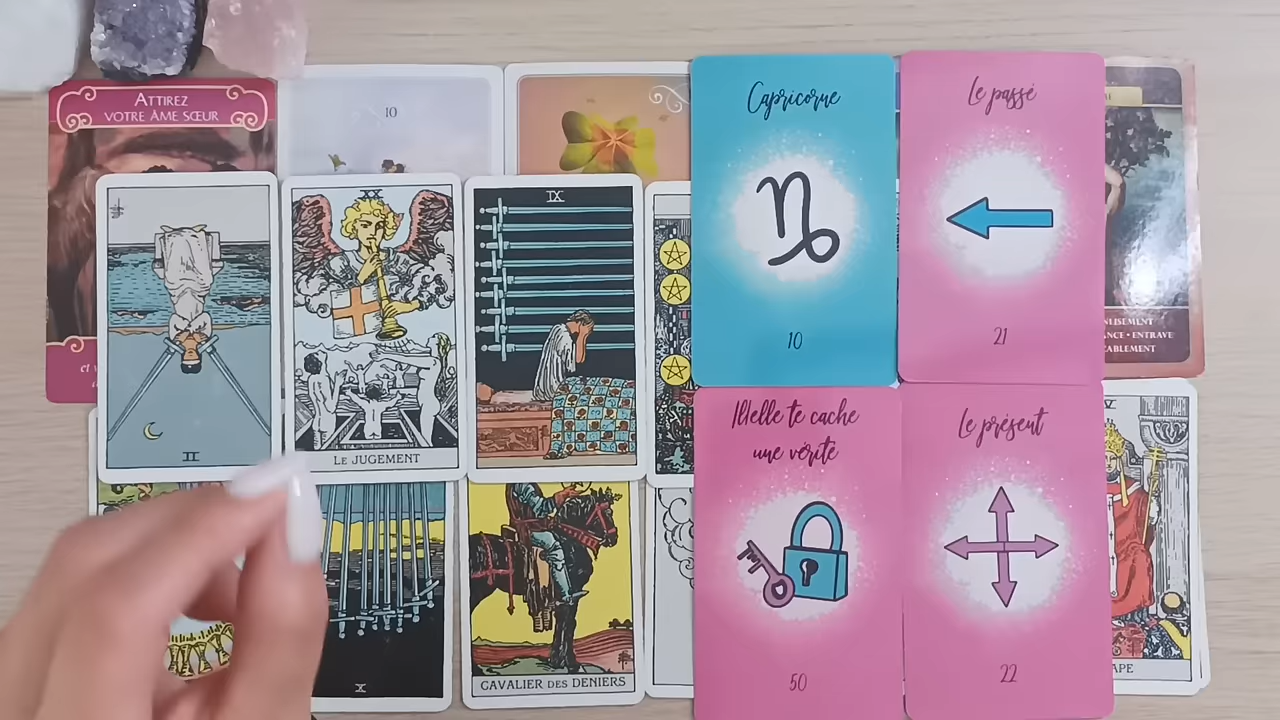 ATTIREZ
VOTRE ÂME SŒUR
10
Capricorne
10
Le passé
21
XX
LE JUGEMENT
IX
II
Il/elle te cache
une vérité
50
Le présent
22
ENTRAVE
X
CAVALIER DES DENIERS